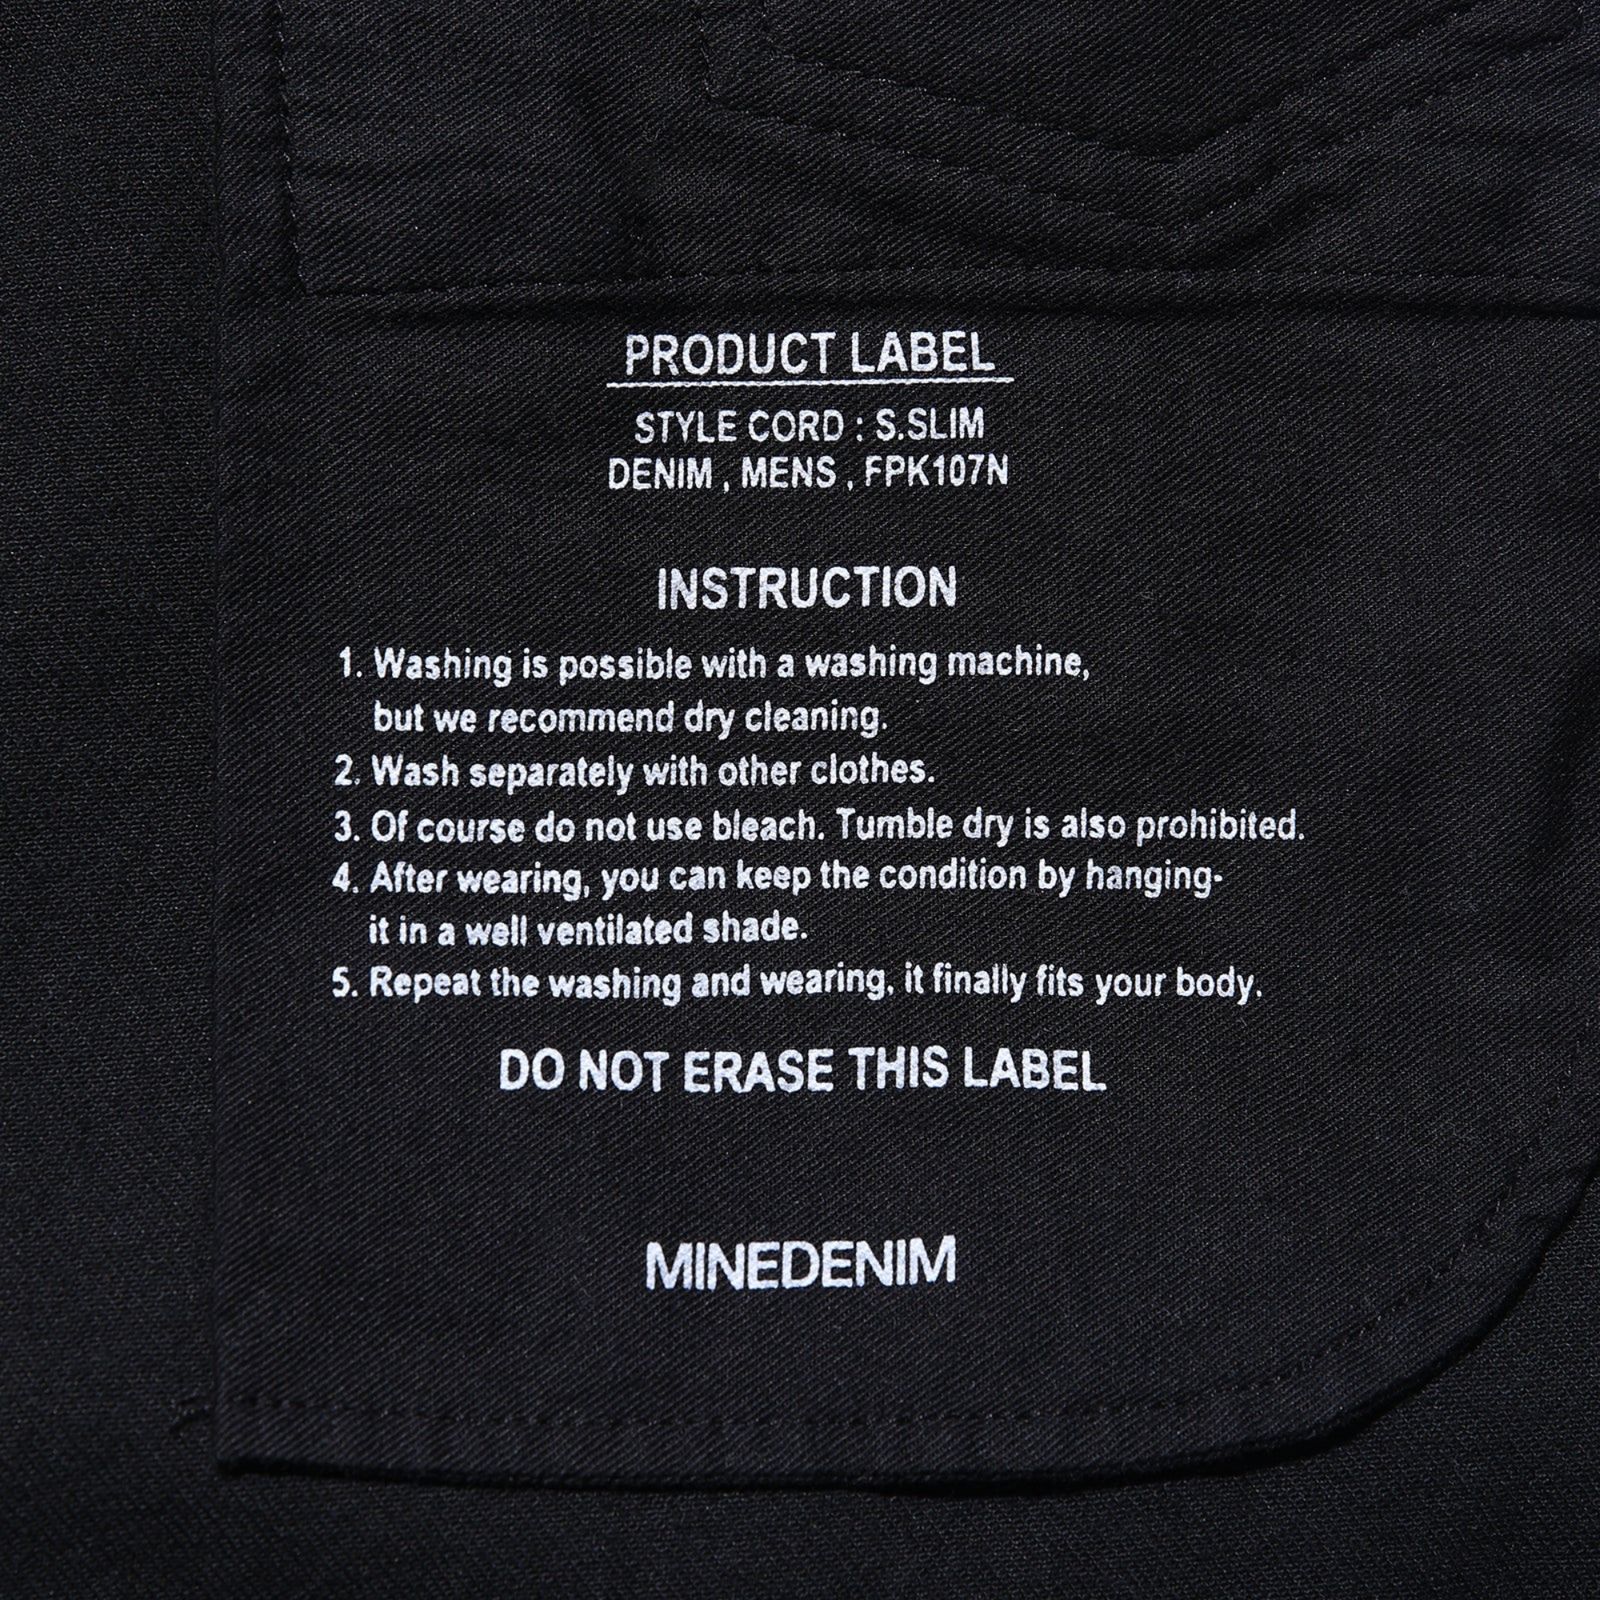 PRODUCT LABEL
STYLE CORD : S.SLIM
DENIM , MENS , FPK107N
INSTRUCTION
1. Washing is possible with a washing machine,
but we recommend dry cleaning.
2. Wash separately with other clothes.
3. Of course do not use bleach. Tumble dry is also prohibited.
4. After wearing, you can keep the condition by hanging-
it in a well ventilated shade.
5. Repeat the washing and wearing, it finally fits your body.
DO NOT ERASE THIS LABEL
MINEDENIM